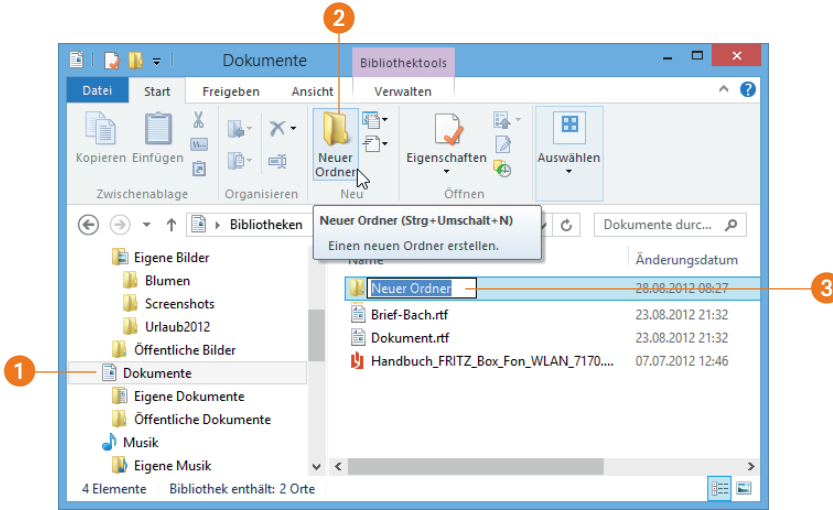 2
Dokumente
Bibliothektools
Datei
Start
Freigeben
Ansicht
Verwalten
Kopieren
Einfügen
Neuer
Ordner
Eigenschaften
Auswählen
Zwischenablage
Organisieren
Neu
Öffnen
Bibliotheken
Dokumente durc...
Neuer Ordner (Strg+Umschalt+N)
Einen neuen Ordner erstellen.
Name
Änderungsdatum
Eigene Bilder
Blumen
Screenshots
Urlaub2012
Öffentliche Bilder
1
Dokumente
Eigene Dokumente
Öffentliche Dokumente
Musik
Eigene Musik
Neuer Ordner
28.08.2012 08:27
3
Brief-Bach.rtf
23.08.2012 21:32
Dokument.rtf
23.08.2012 21:32
Handbuch_FRITZ_Box_Fon_WLAN_7170....
07.07.2012 12:46
4 Elemente
Bibliothek enthält: 2 Orte